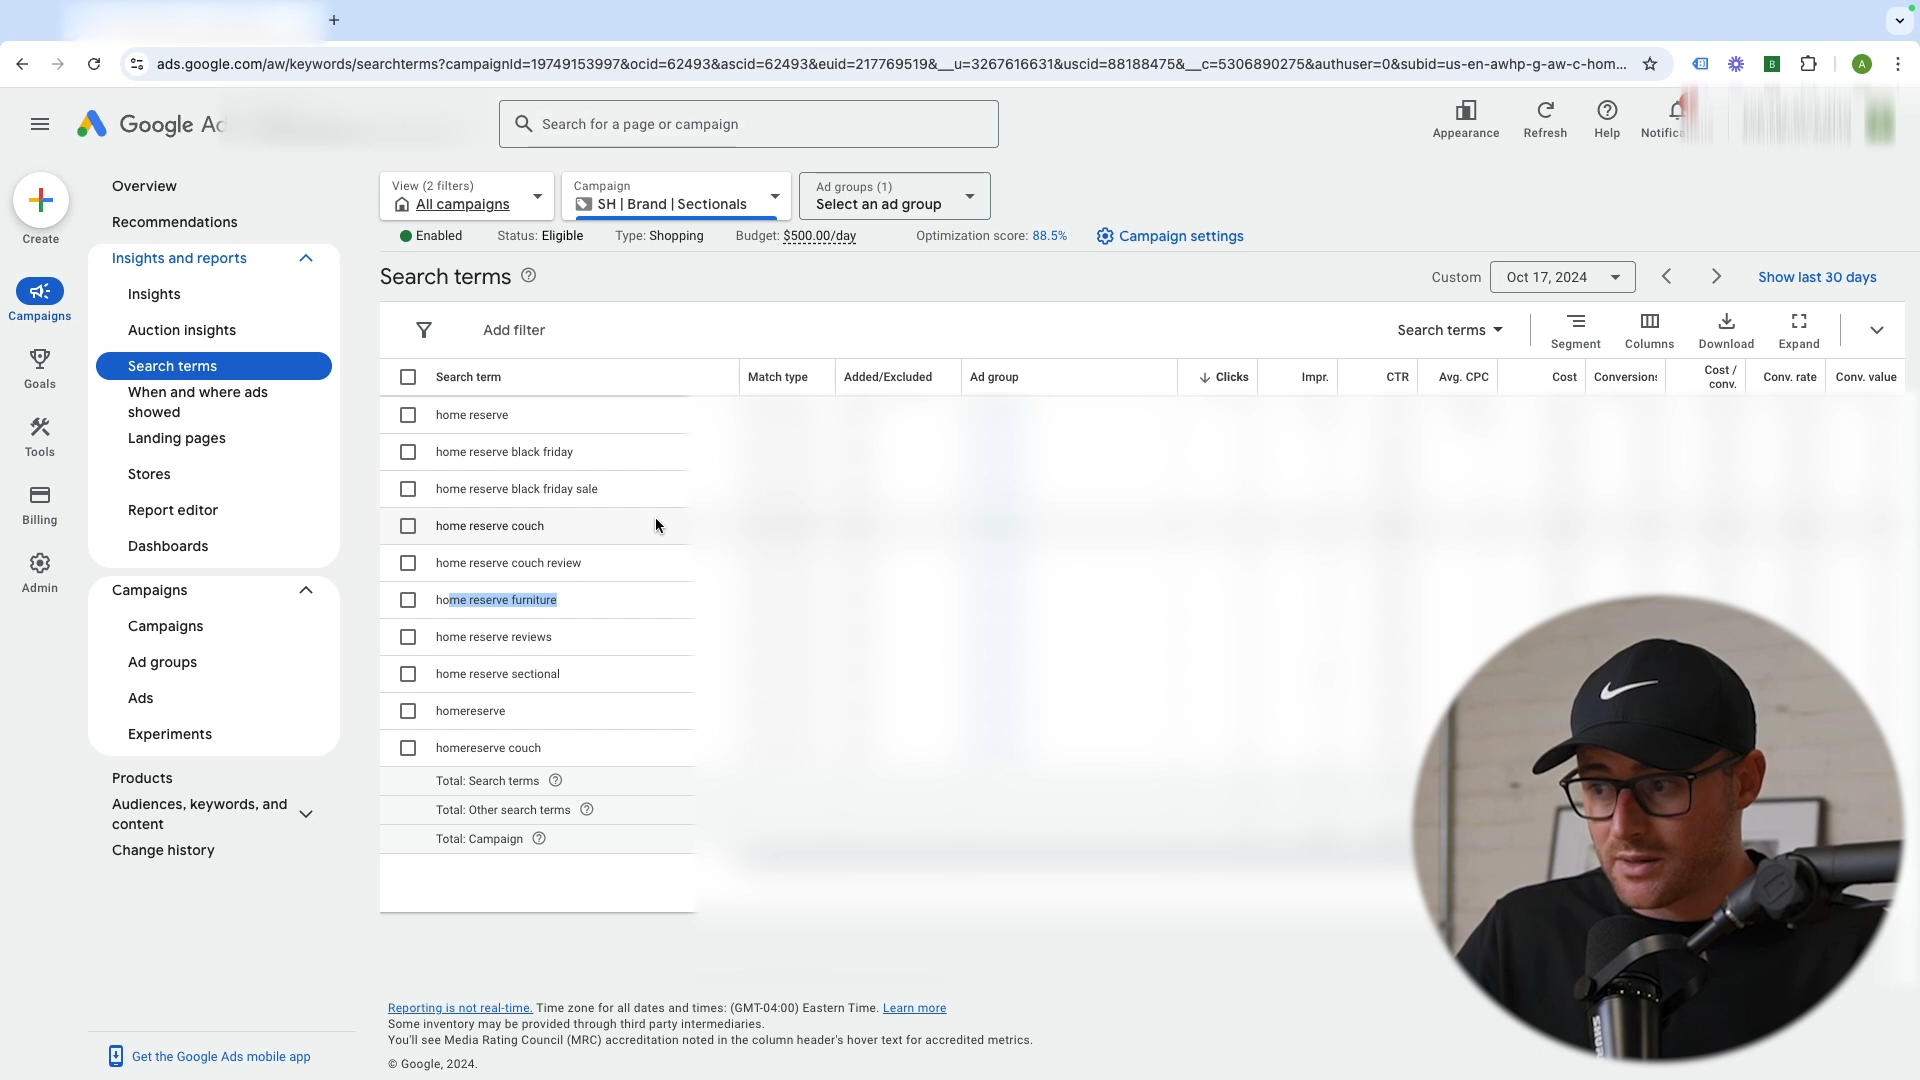 ads.google.com/aw/keywords/searchterms?campaignId=19749153997&ocid=62493&ascid=62493&euid=217769519&__u=3267616631&uscid=88188475&__c=5306890275&authuser=0&subid=us-en-awhp-g-aw-c-hom...
B
A
Google Ad
Search for a page or campaign
Appearance
Refresh
Help
Notifica
Create
Campaigns
Goals
Tools
Billing
Admin
Overview
Recommendations
Insights and reports
Insights
Auction insights
Search terms
When and where ads
showed
Landing pages
Stores
Report editor
Dashboards
Campaigns
Campaigns
Ad groups
Ads
Experiments
Products
Audiences, keywords, and
content
Change history
Get the Google Ads mobile app
View (2 filters)
All campaigns
Campaign
SH | Brand | Sectionals
Ad groups (1)
Select an ad group
Enabled Status: Eligible Type: Shopping Budget: $500.00/day Optimization score: 88.5% Campaign settings
Search terms
Custom Oct 17, 2024 Show last 30 days
Add filter
Search terms
Segment
Columns
Download
Expand
Search term Match type Added/Excluded Ad group Clicks Impr. CTR Avg. CPC Cost Conversions Cost / conv. Conv. rate Conv. value
home reserve
home reserve black friday
home reserve black friday sale
home reserve couch
home reserve couch review
home reserve furniture
home reserve reviews
home reserve sectional
homereserve
homereserve couch
Total: Search terms
Total: Other search terms
Total: Campaign
Reporting is not real-time. Time zone for all dates and times: (GMT-04:00) Eastern Time. Learn more
Some inventory may be provided through third party intermediaries.
You'll see Media Rating Council (MRC) accreditation noted in the column header's hover text for accredited metrics.
© Google, 2024.